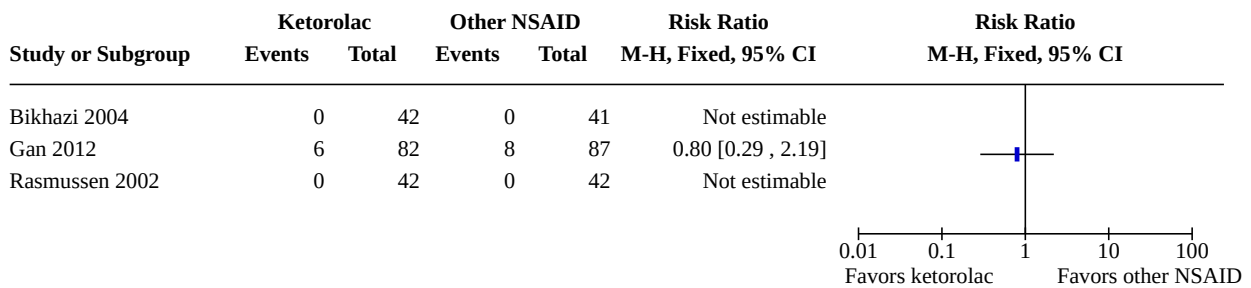 Ketorolac Other NSAID Risk Ratio Risk Ratio
Study or Subgroup Events Total Events Total M-H, Fixed, 95% CI M-H, Fixed, 95% CI
Bikhazi 2004 0 42 0 41 Not estimable
Gan 2012 6 82 8 87 0.80 [0.29 , 2.19]
Rasmussen 2002 0 42 0 42 Not estimable
0.01 0.1 1 10 100
Favors ketorolac Favors other NSAID